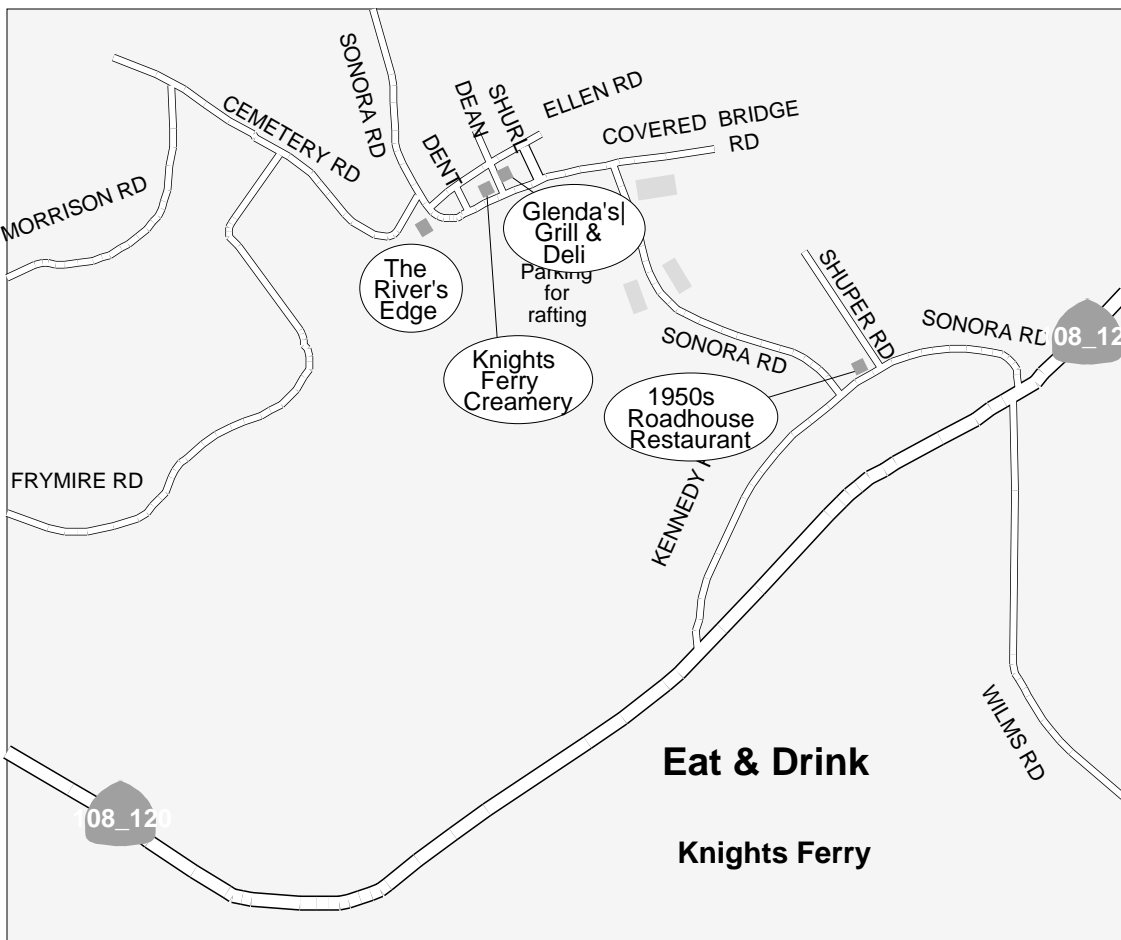 SONORA RD
CEMETERY RD
MORRISON RD
DENT
DEAN
SHURL
ELLEN RD
COVERED BRIDGE
RD
Glenda's|
Grill &
Deli
The
River's
Edge
Parking
for
rafting
Knights
Ferry
Creamery
SONORA RD
SHUPER RD
SONORA RD
108_12
1950s
Roadhouse
Restaurant
KENNEDY
FRYMIRE RD
WILMS RD
108_120
Eat & Drink
Knights Ferry